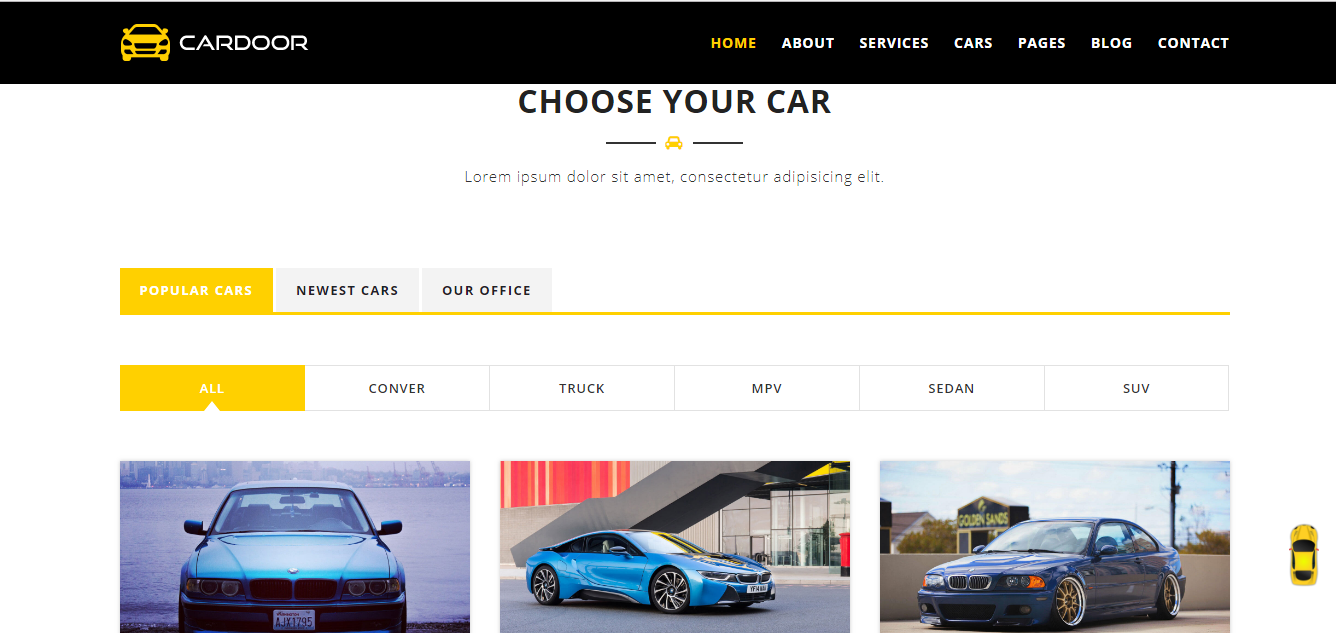 CARDOOR
HOME ABOUT SERVICES CARS PAGES BLOG CONTACT
CHOOSE YOUR CAR
Lorem ipsum dolor sit amet, consectetur adipisicing elit.
POPULAR CARS NEWEST CARS OUR OFFICE
ALL CONVER TRUCK MPV SEDAN SUV
GOLDEN SANDS
YF14
AJX1795